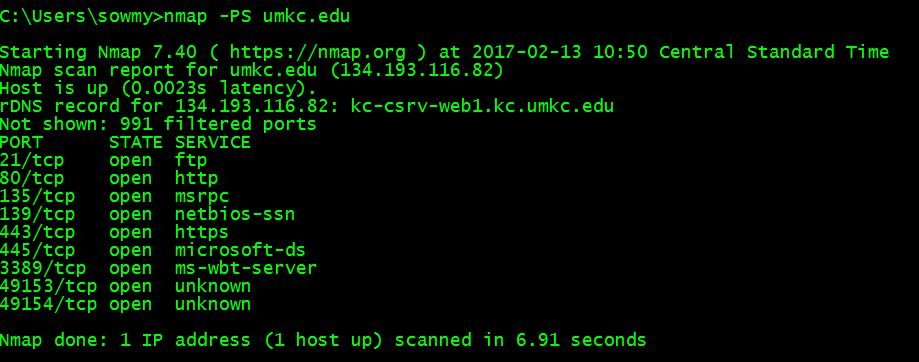 C:\Users\sowmy>nmap -PS umkc.edu
Starting Nmap 7.40 ( https://nmap.org ) at 2017-02-13 10:50 Central Standard Time
Nmap scan report for umkc.edu (134.193.116.82)
Host is up (0.0023s latency).
rDNS record for 134.193.116.82: kc-csrv-web1.kc.umkc.edu
Not shown: 991 filtered ports
PORT      STATE SERVICE
21/tcp    open  ftp
80/tcp    open  http
135/tcp   open  msrpc
139/tcp   open  netbios-ssn
443/tcp   open  https
445/tcp   open  microsoft-ds
3389/tcp  open  ms-wbt-server
49153/tcp open  unknown
49154/tcp open  unknown
Nmap done: 1 IP address (1 host up) scanned in 6.91 seconds